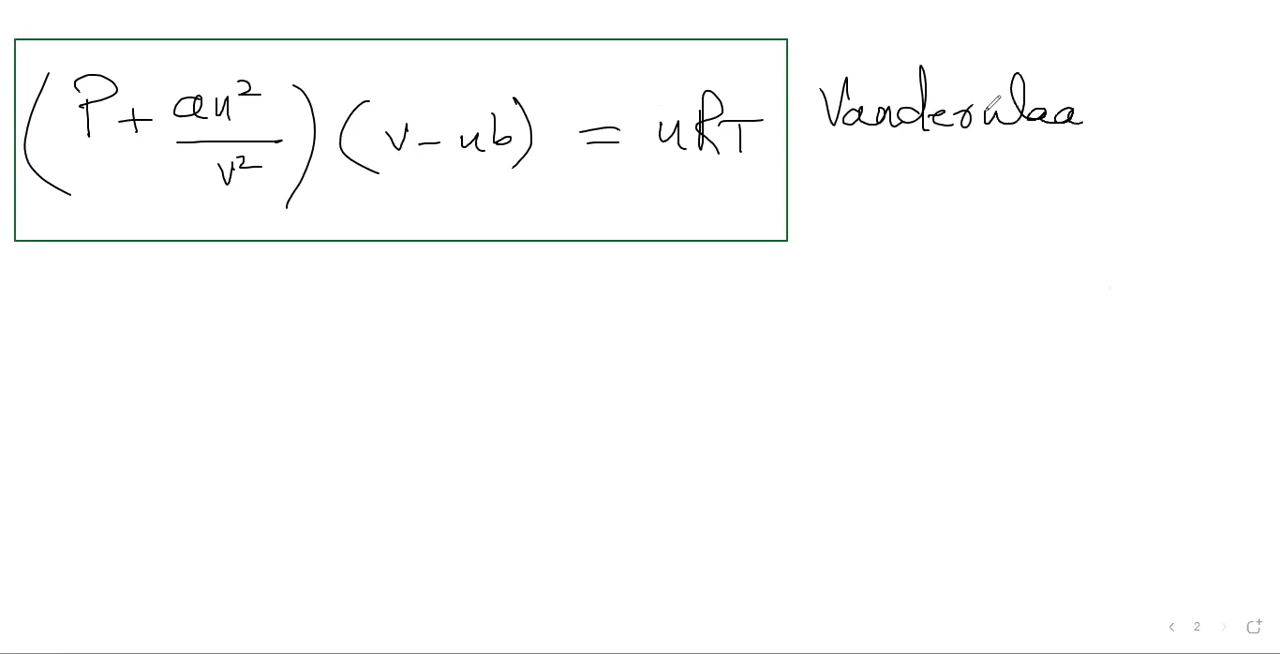 (P + an²/v²) (v - nb) = nRT Vanderwaa
2